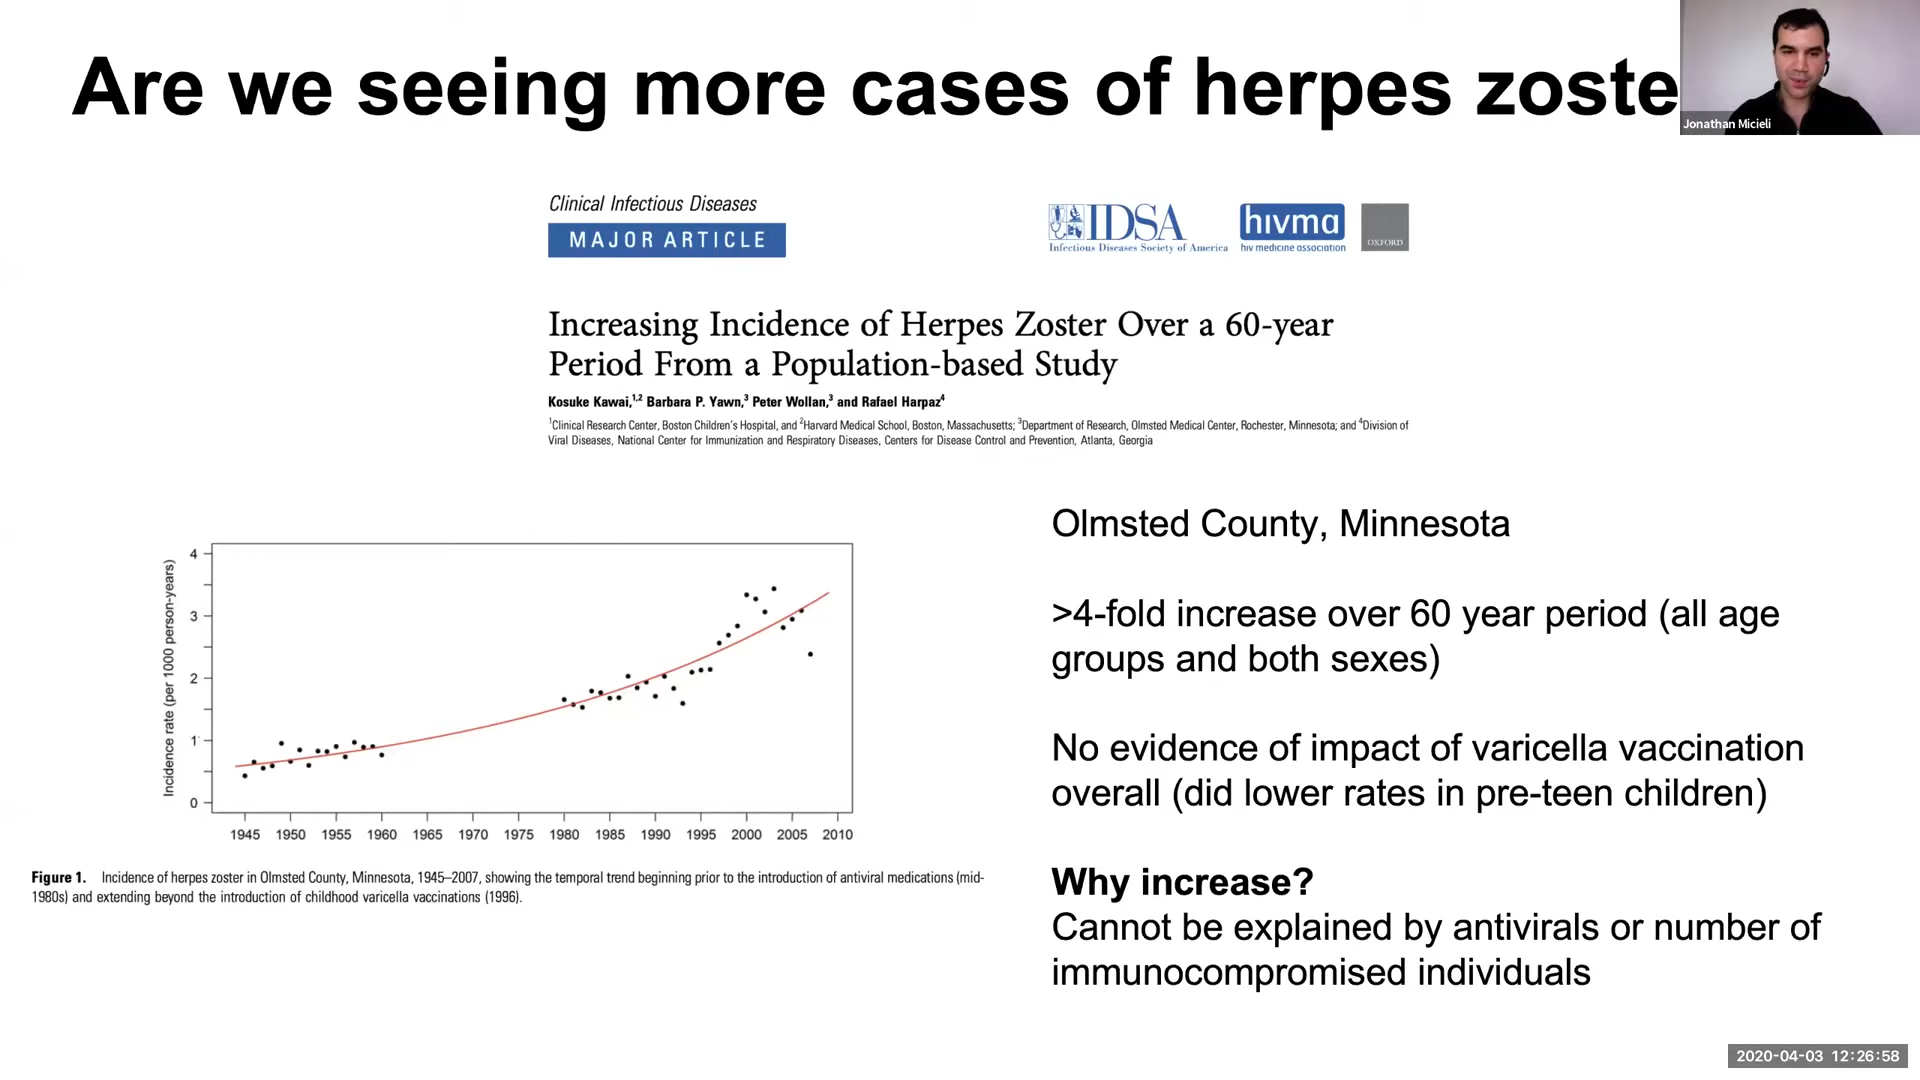 Are we seeing more cases of herpes zoste
Jonathan Micieli
Clinical Infectious Diseases
MAJOR ARTICLE
IDSA
Infectious Diseases Society of America
hivma
hiv medicine association
OXFORD
Increasing Incidence of Herpes Zoster Over a 60-year
Period From a Population-based Study
Kosuke Kawai,1,2 Barbara P. Yawn,3 Peter Wollan,3 and Rafael Harpaz4
1Clinical Research Center, Boston Children's Hospital, and 2Harvard Medical School, Boston, Massachusetts; 3Department of Research, Olmsted Medical Center, Rochester, Minnesota; and 4Division of
Viral Diseases, National Center for Immunization and Respiratory Diseases, Centers for Disease Control and Prevention, Atlanta, Georgia
Incidence rate (per 1000 person-years)
4
3
2
1
0
1945 1950 1955 1960 1965 1970 1975 1980 1985 1990 1995 2000 2005 2010
Figure 1. Incidence of herpes zoster in Olmsted County, Minnesota, 1945–2007, showing the temporal trend beginning prior to the introduction of antiviral medications (mid-
1980s) and extending beyond the introduction of childhood varicella vaccinations (1996).
Olmsted County, Minnesota
>4-fold increase over 60 year period (all age
groups and both sexes)
No evidence of impact of varicella vaccination
overall (did lower rates in pre-teen children)
Why increase?
Cannot be explained by antivirals or number of
immunocompromised individuals
2020-04-03 12:26:58